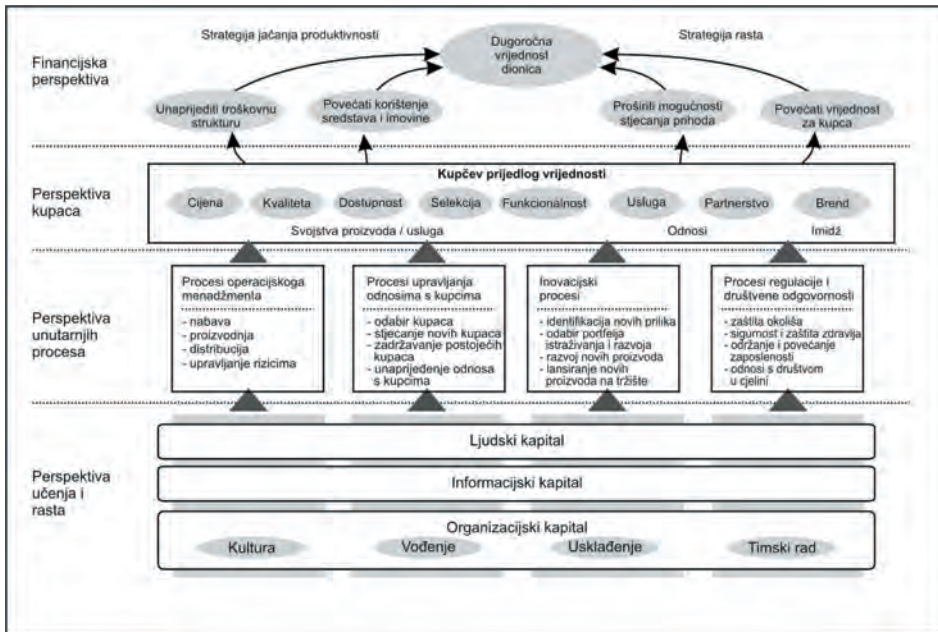 Strategija jačanja produktivnosti
Strategija rasta
Financijska
perspektiva
Dugoročna
vrijednost
dionica
Unaprijediti troškovnu
strukturu
Povećati korištenje
sredstava i imovine
Proširiti mogućnosti
stjecanja prihoda
Povećati vrijednost
za kupca
Perspektiva
kupaca
Kupčev prijedlog vrijednosti
Cijena
Kvaliteta
Dostupnost
Selekcija
Funkcionalnost
Usluga
Partnerstvo
Brend
Svojstva proizvoda / usluga
Odnosi
Imidž
Perspektiva
unutarnjih
procesa
Procesi operacijskoga
menadžmenta
- nabava
- proizvodnja
- distribucija
- upravljanje rizicima
Procesi upravljanja
odnosima s kupcima
- odabir kupaca
- stjecanje novih kupaca
- zadržavanje postojećih
kupaca
- unaprijeđenje odnosa
s kupcima
Inovacijski
procesi
- identifikacija novih prilika
- odabir portfelja
istraživanja i razvoja
- razvoj novih proizvoda
- lansiranje novih
proizvoda na tržište
Procesi regulacije i
društvene odgovornosti
- zaštita okoliša
- sigurnost i zaštita zdravlja
- održanje i povećanje
zaposlenosti
- odnosi s društvom
u cjelini
Perspektiva
učenja i
rasta
Ljudski kapital
Informacijski kapital
Organizacijski kapital
Kultura
Vođenje
Usklađenje
Timski rad